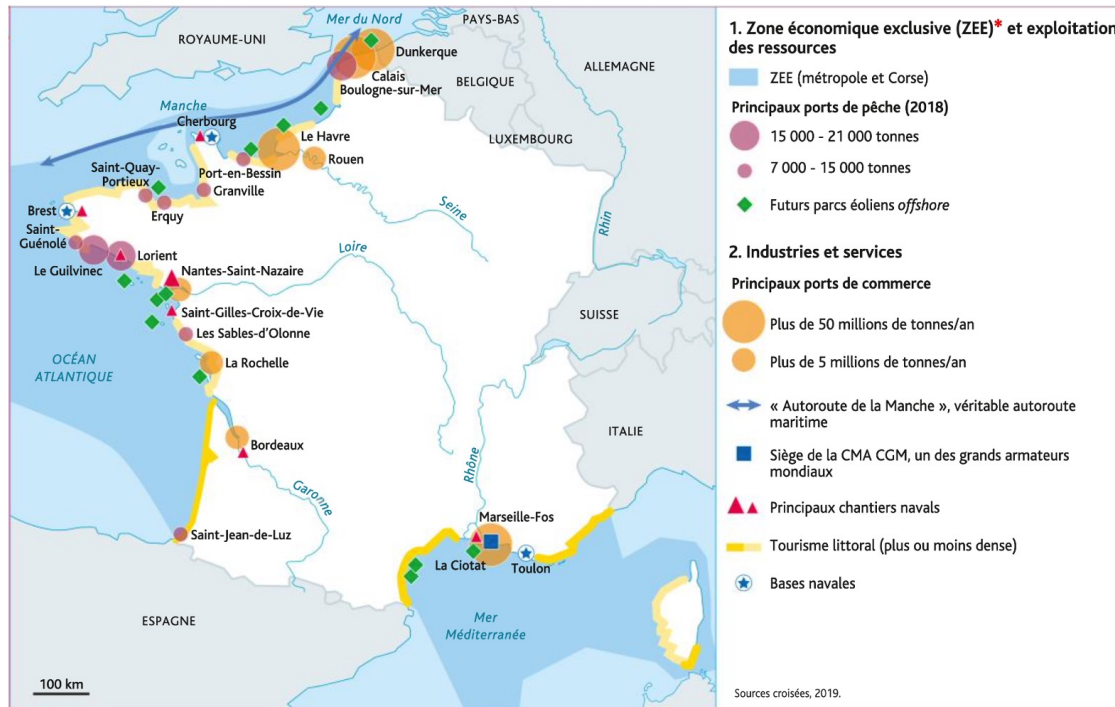 Mer du Nord
PAYS-BAS
ROYAUME-UNI
Dunkerque
ALLEMAGNE
Calais
BELGIQUE
Boulogne-sur-Mer
Manche
Cherbourg
LUXEMBOURG
Le Havre
Rouen
Port-en-Bessin
Saint-Quay-
Portieux
Granville
Erquy
Seine
Rhin
Brest
Saint-
Guénolé
Le Guilvinec
Lorient
Loire
Nantes-Saint-Nazaire
Saint-Gilles-Croix-de-Vie
Les Sables-d'Olonne
SUISSE
OCÉAN
ATLANTIQUE
La Rochelle
ITALIE
Bordeaux
Rhône
Garonne
Saint-Jean-de-Luz
Marseille-Fos
La Ciotat
Toulon
ESPAGNE
Mer
Méditerranée
100 km
1. Zone économique exclusive (ZEE)* et exploitation
des ressources
ZEE (métropole et Corse)
Principaux ports de pêche (2018)
15 000 - 21 000 tonnes
7 000 - 15 000 tonnes
Futurs parcs éoliens offshore
2. Industries et services
Principaux ports de commerce
Plus de 50 millions de tonnes/an
Plus de 5 millions de tonnes/an
« Autoroute de la Manche », véritable autoroute
maritime
Siège de la CMA CGM, un des grands armateurs
mondiaux
Principaux chantiers navals
Tourisme littoral (plus ou moins dense)
Bases navales
Sources croisées, 2019.